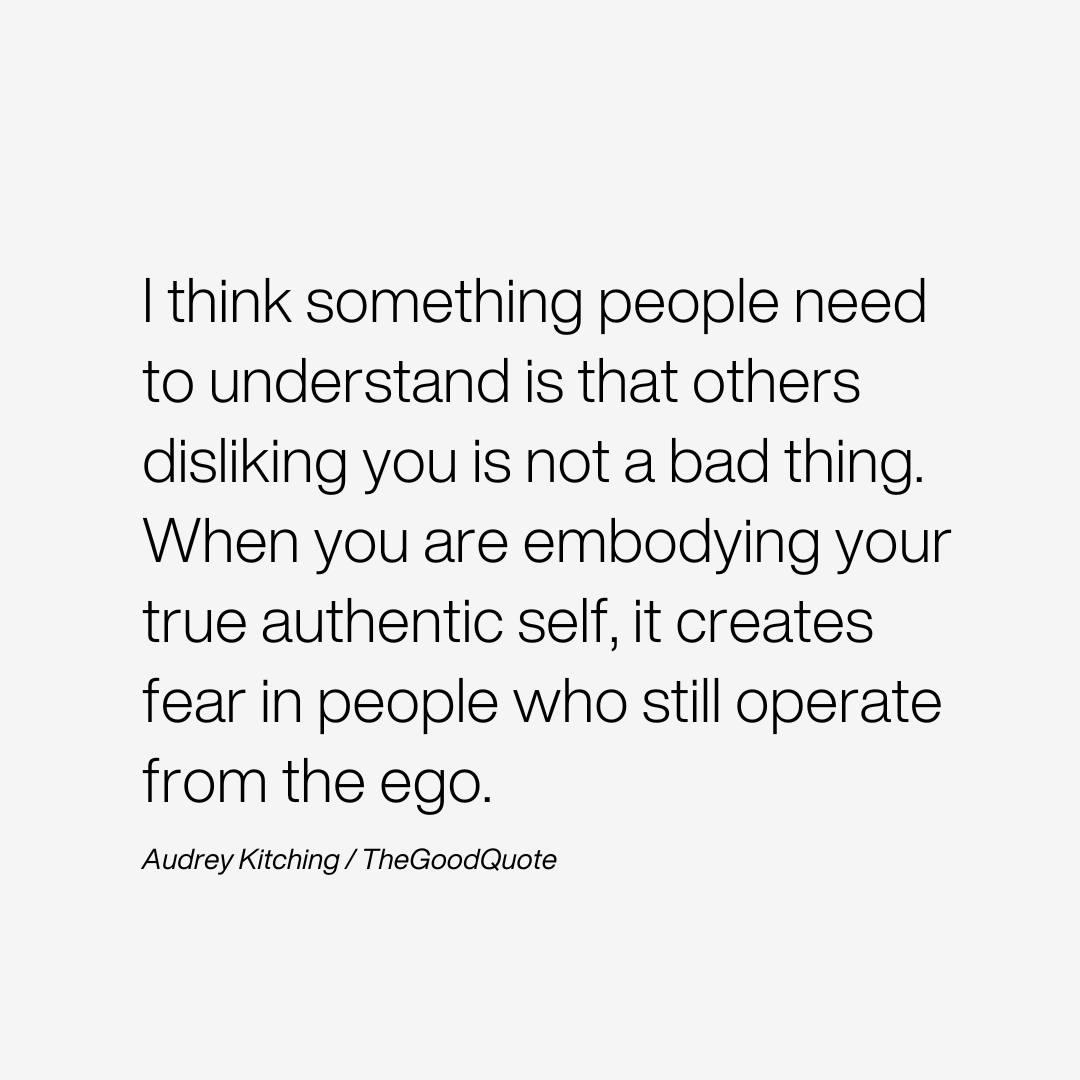 I think something people need
to understand is that others
disliking you is not a bad thing.
When you are embodying your
true authentic self, it creates
fear in people who still operate
from the ego.
Audrey Kitching / TheGoodQuote